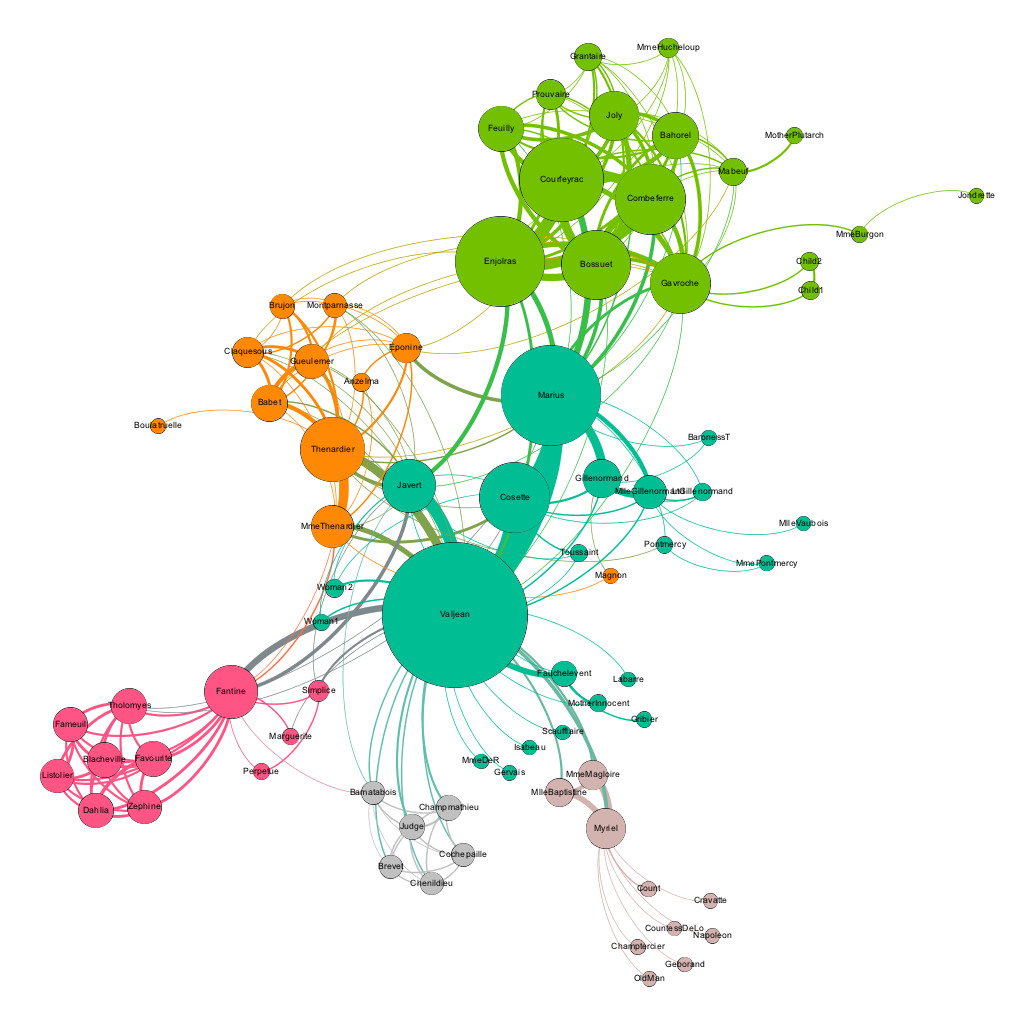 MmeHucheloup
Grantaire
Prouvaire
Joly
Feuilly
Bahorel
MotherPlutarch
Mabeuf
Courfeyrac
Combeferre
Jondrette
MmeBurgon
Enjolras
Bossuet
Child2
Gavroche
Child1
Brujon
Montparnasse
Eponine
Claquesous
Gueulemer
Anzelma
Marius
Babet
Boulatruelle
BaronessT
Thenardier
Gillenormand
Javert
MlleGillenormand
LtGillenormand
Cosette
MlleVaubois
MmeThenardier
Pontmercy
Toussaint
MmePontmercy
Magnon
Woman2
Valjean
Woman1
Fauchelevent
Labarre
Simplice
Fantine
MotherInnocent
Tholomyes
Gribier
Fameuil
Scaufflaire
Marguerite
Isabeau
Favourite
Blacheville
MmeDeR
Perpetue
Gervais
Listolier
MmeMagloire
MlleBaptistine
Bamatabois
Zephine
Champmathieu
Dahlia
Judge
Myriel
Cochepaille
Brevet
Chenildieu
Count
Cravatte
CountessDeLo
Napoleon
Champtercier
Geborand
OldMan